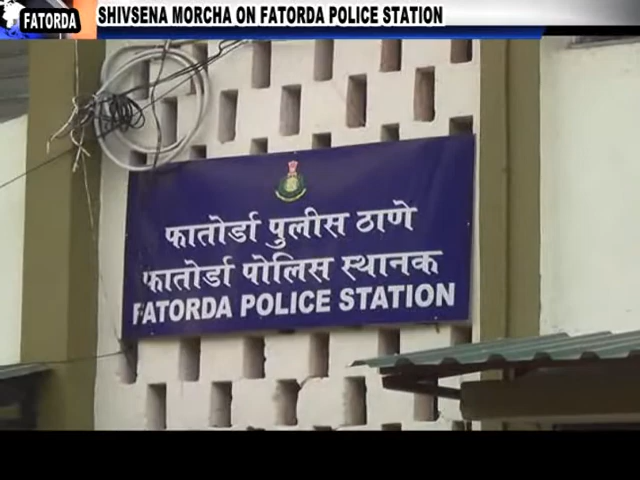 FATORDA
SHIVSENA MORCHA ON FATORDA POLICE STATION
फातोर्डा पुलीस ठाणे
फातोर्डा पोलिस स्थानक
FATORDA POLICE STATION